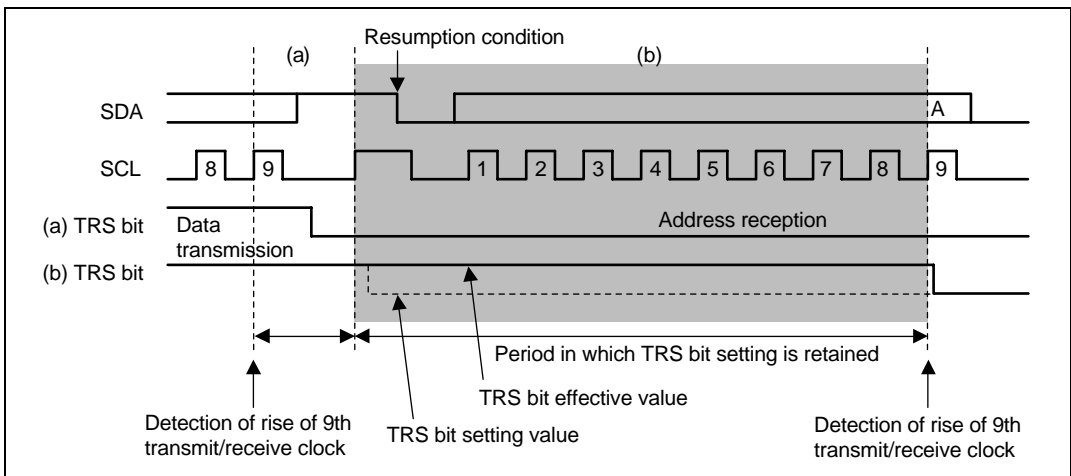 Resumption condition
(a)
(b)
SDA
A
SCL
8 9 1 2 3 4 5 6 7 8 9
(a) TRS bit
Data
transmission
Address reception
(b) TRS bit
Period in which TRS bit setting is retained
TRS bit effective value
TRS bit setting value
Detection of rise of 9th
transmit/receive clock
Detection of rise of 9th
transmit/receive clock